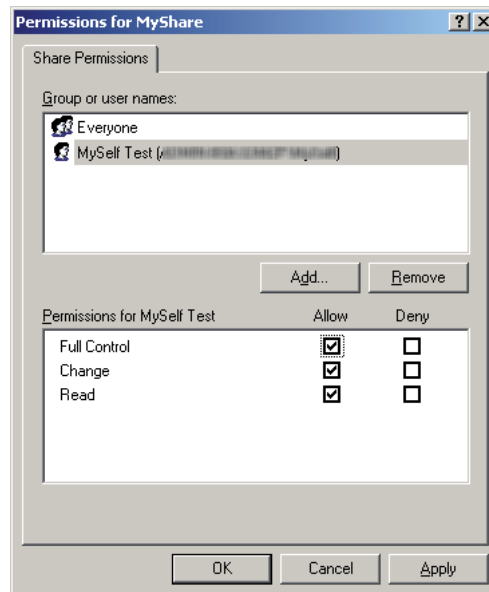 Permissions for MyShare
Share Permissions
Group or user names:
Everyone
MySelf Test (
Add... Remove
Permissions for MySelf Test Allow Deny
Full Control
Change
Read
OK Cancel Apply